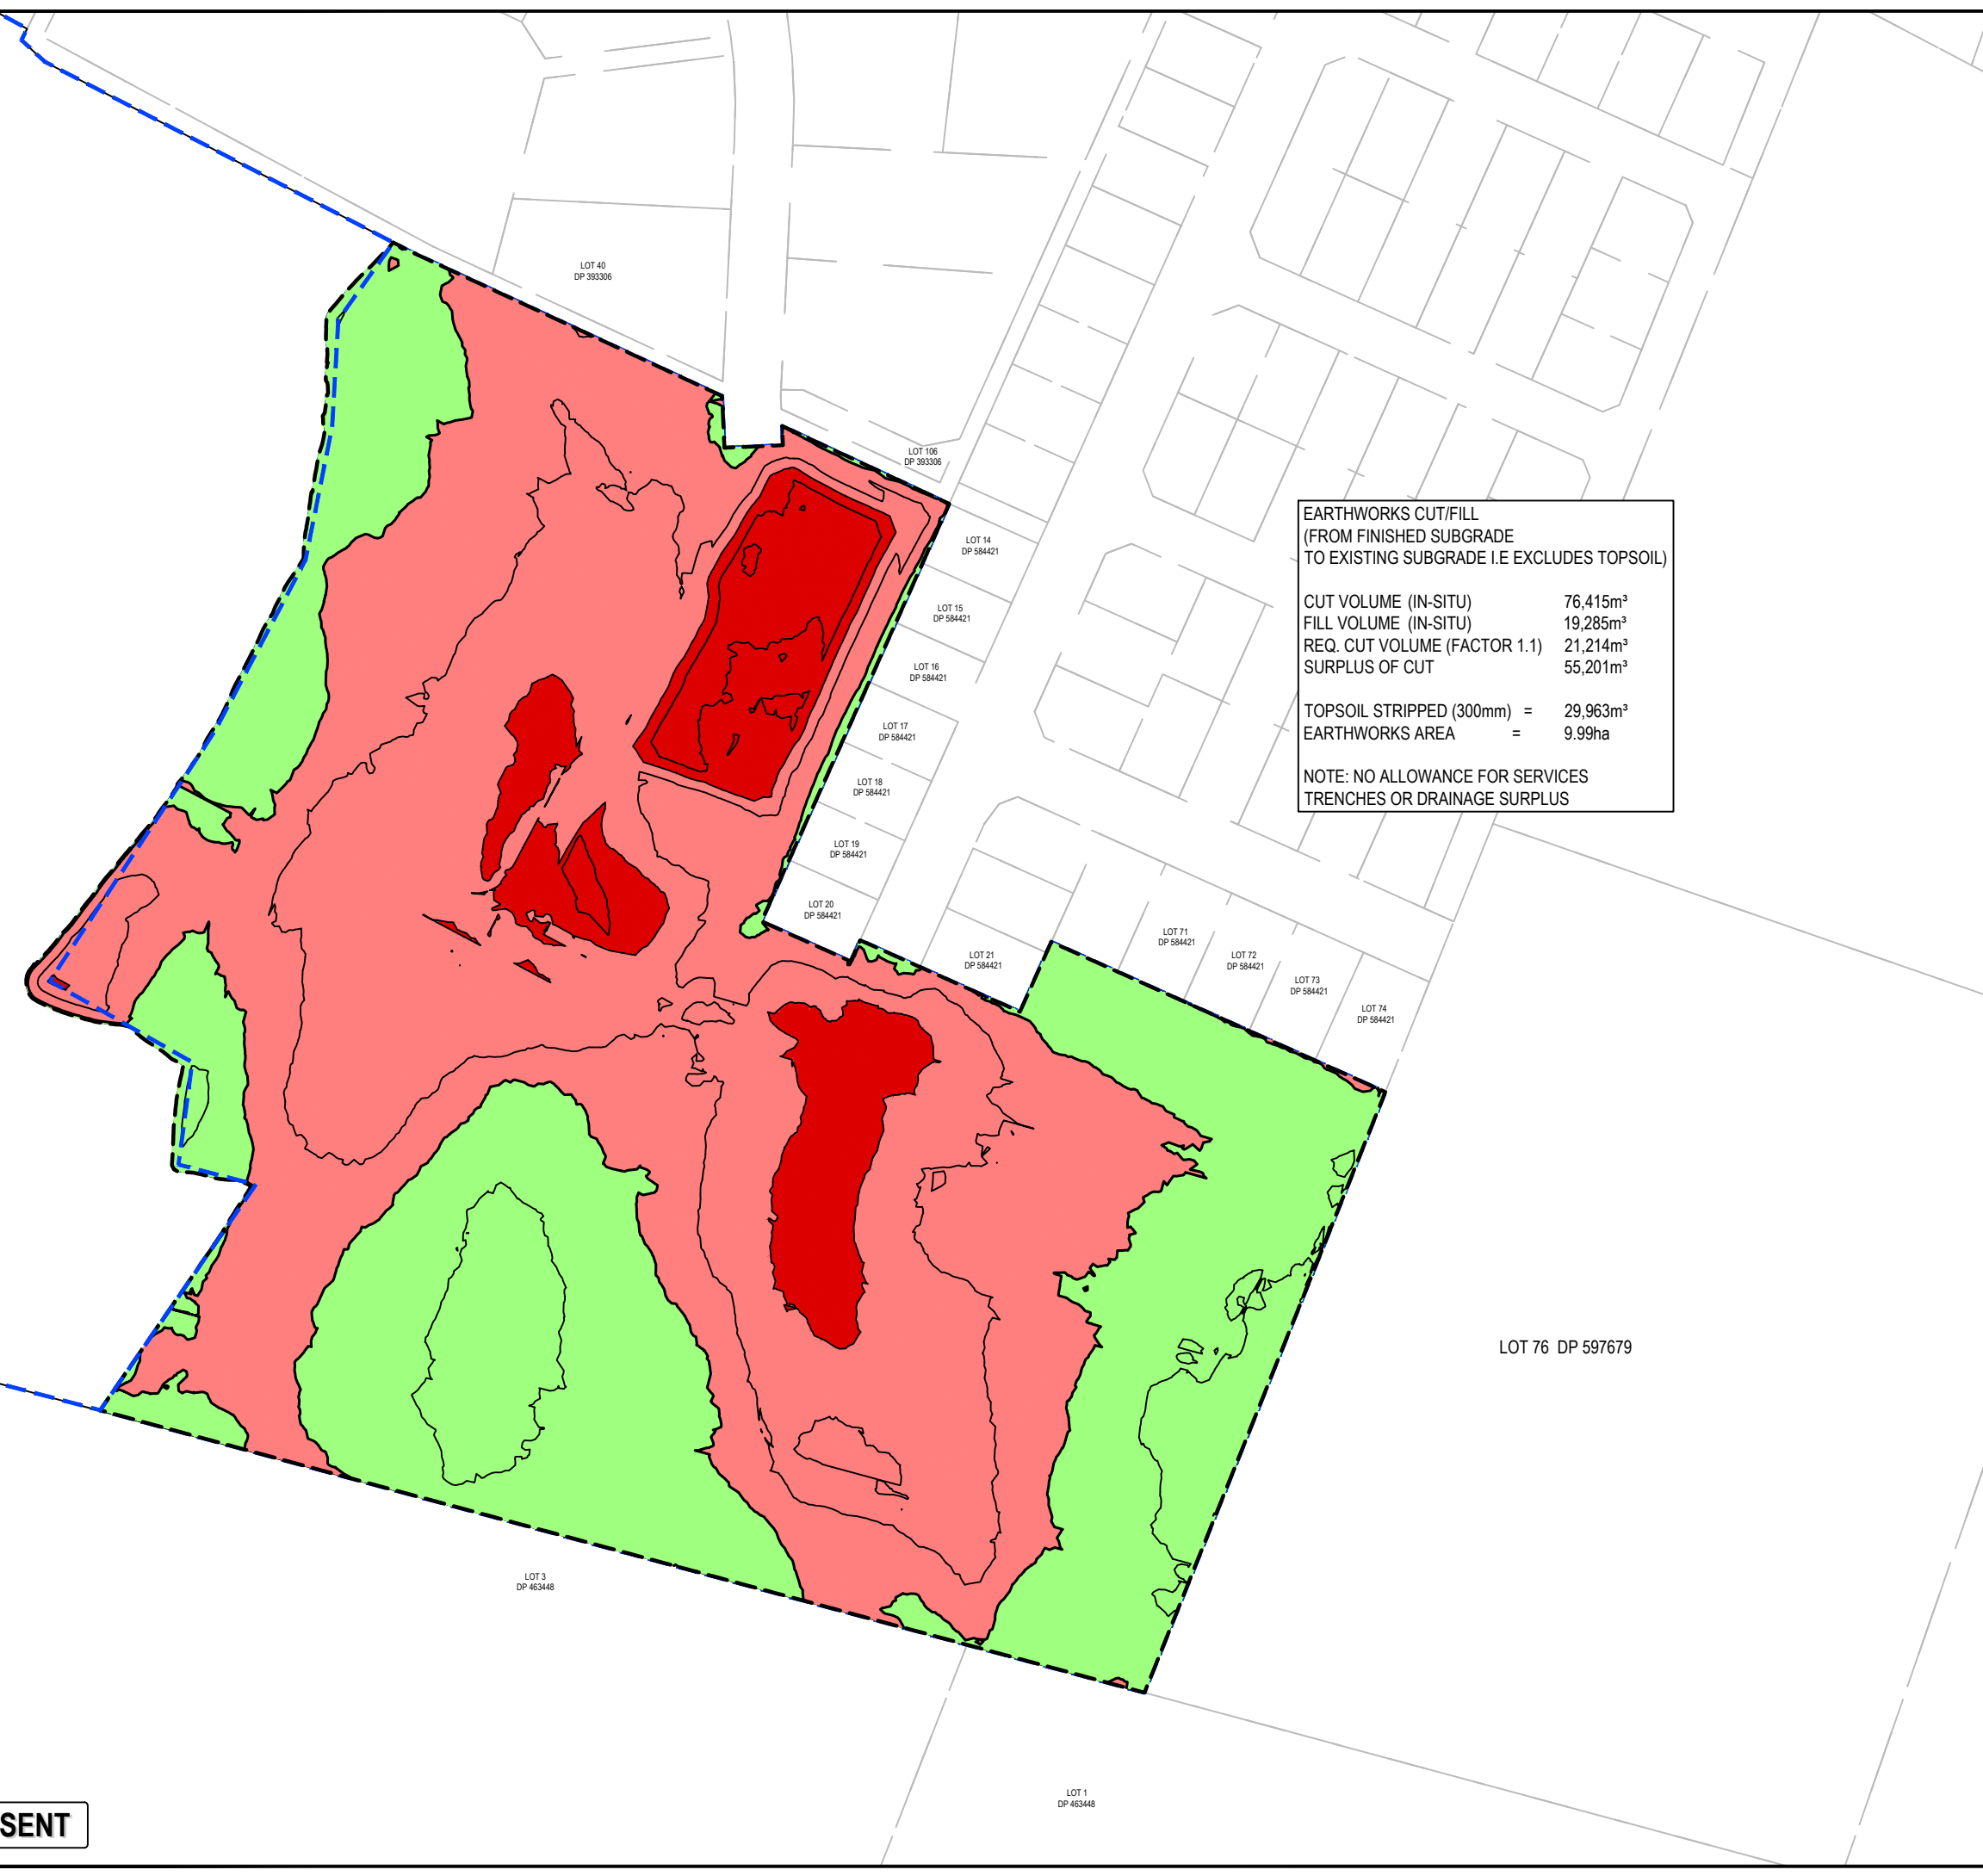 LOT 40
DP 393306
LOT 106
DP 393306
LOT 14
DP 584421
LOT 15
DP 584421
LOT 16
DP 584421
LOT 17
DP 584421
LOT 18
DP 584421
LOT 19
DP 584421
LOT 20
DP 584421
LOT 21
DP 584421
LOT 71
DP 584421
LOT 72
DP 584421
LOT 73
DP 584421
LOT 74
DP 584421
EARTHWORKS CUT/FILL
(FROM FINISHED SUBGRADE
TO EXISTING SUBGRADE I.E EXCLUDES TOPSOIL)
CUT VOLUME (IN-SITU) 76,415m³
FILL VOLUME (IN-SITU) 19,285m³
REQ. CUT VOLUME (FACTOR 1.1) 21,214m³
SURPLUS OF CUT 55,201m³
TOPSOIL STRIPPED (300mm) = 29,963m³
EARTHWORKS AREA = 9.99ha
NOTE: NO ALLOWANCE FOR SERVICES
TRENCHES OR DRAINAGE SURPLUS
LOT 76 DP 597679
LOT 3
DP 463448
LOT 1
DP 463448
SENT